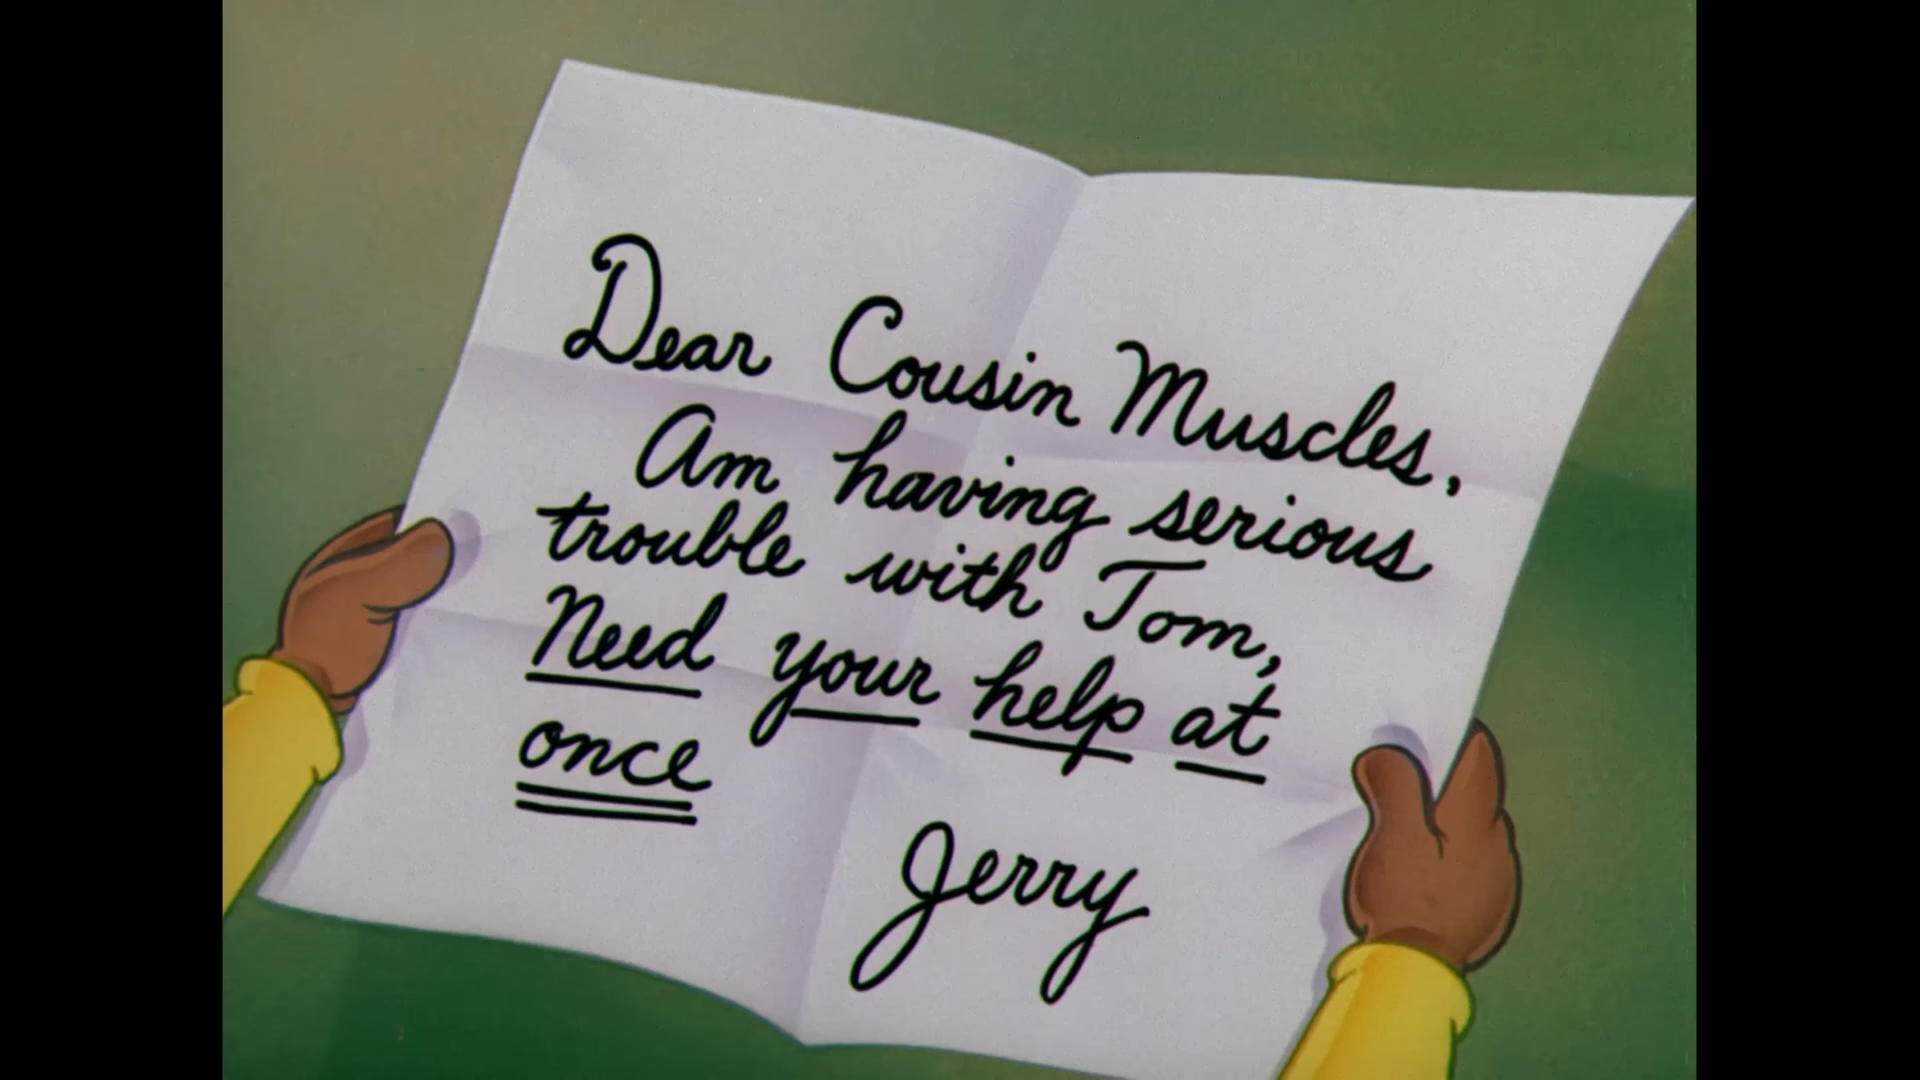 Dear Cousin Muscles,
Am having serious
trouble with Tom,
Need your help at
once
Jerry